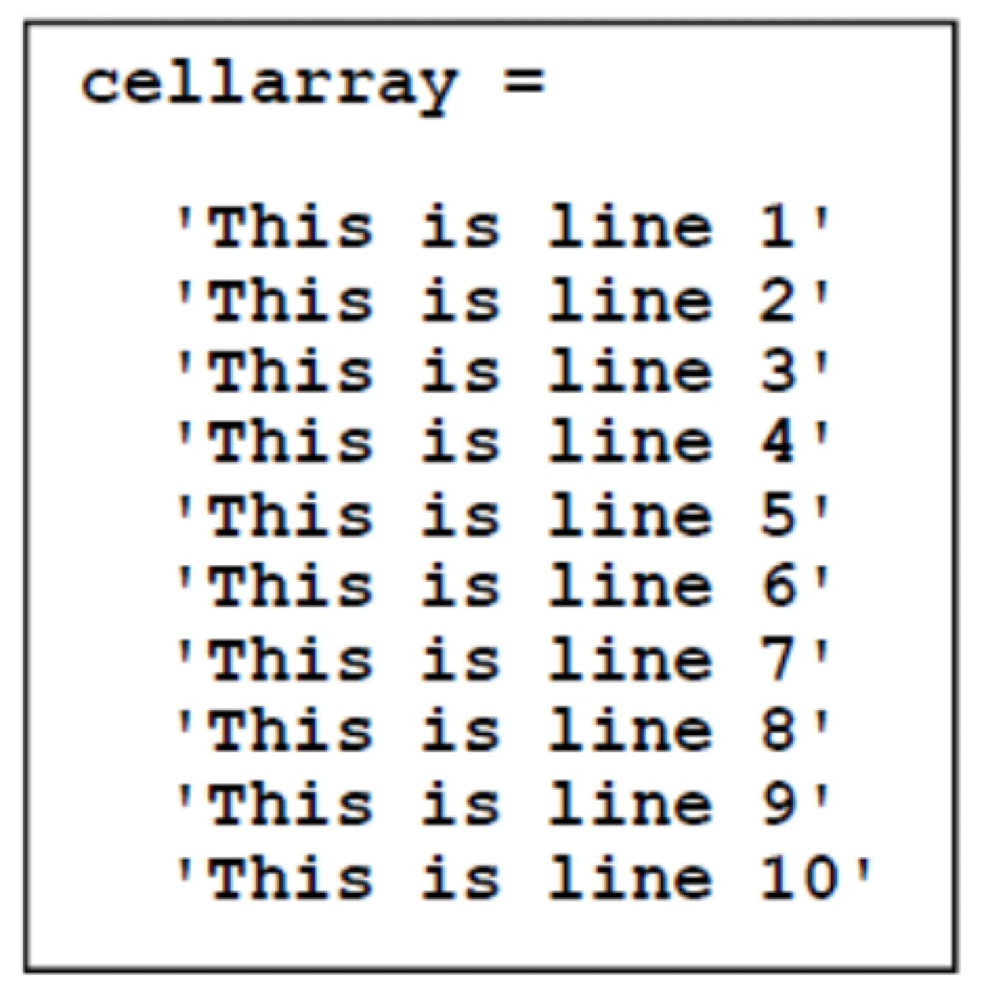 cellarray =
'This is line 1'
'This is line 2'
'This is line 3'
'This is line 4'
'This is line 5'
'This is line 6'
'This is line 7'
'This is line 8'
'This is line 9'
'This is line 10'